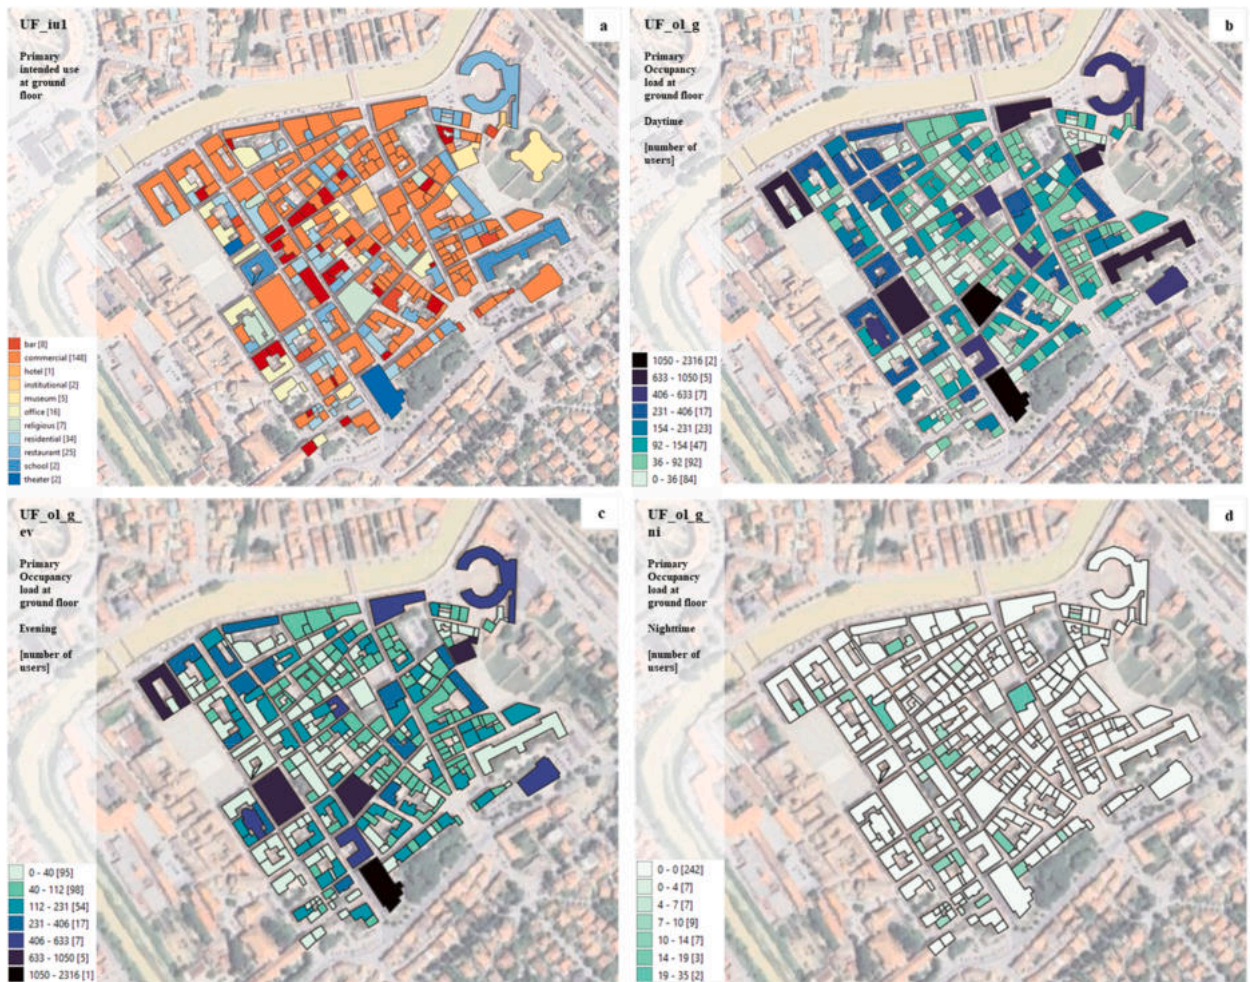 UF_iu1
Primary
intended use
at ground
floor
a
bar [8]
commercial [148]
hotel [1]
institutional [2]
museum [5]
office [16]
religious [7]
residential [34]
restaurant [25]
school [2]
theater [2]
UF_ol_g
Primary
Occupancy
load at
ground floor
Daytime
[number of
users]
b
1050 - 2316 [2]
633 - 1050 [5]
406 - 633 [7]
231 - 406 [17]
154 - 231 [23]
92 - 154 [47]
36 - 92 [92]
0 - 36 [84]
UF_ol_g_
ev
Primary
Occupancy
load at
ground floor
Evening
[number of
users]
c
0 - 40 [95]
40 - 112 [98]
112 - 231 [54]
231 - 406 [17]
406 - 633 [7]
633 - 1050 [5]
1050 - 2316 [1]
UF_ol_g_
ni
Primary
Occupancy
load at
ground floor
Nighttime
[number of
users]
d
0 - 0 [242]
0 - 4 [7]
4 - 7 [7]
7 - 10 [9]
10 - 14 [7]
14 - 19 [3]
19 - 35 [2]